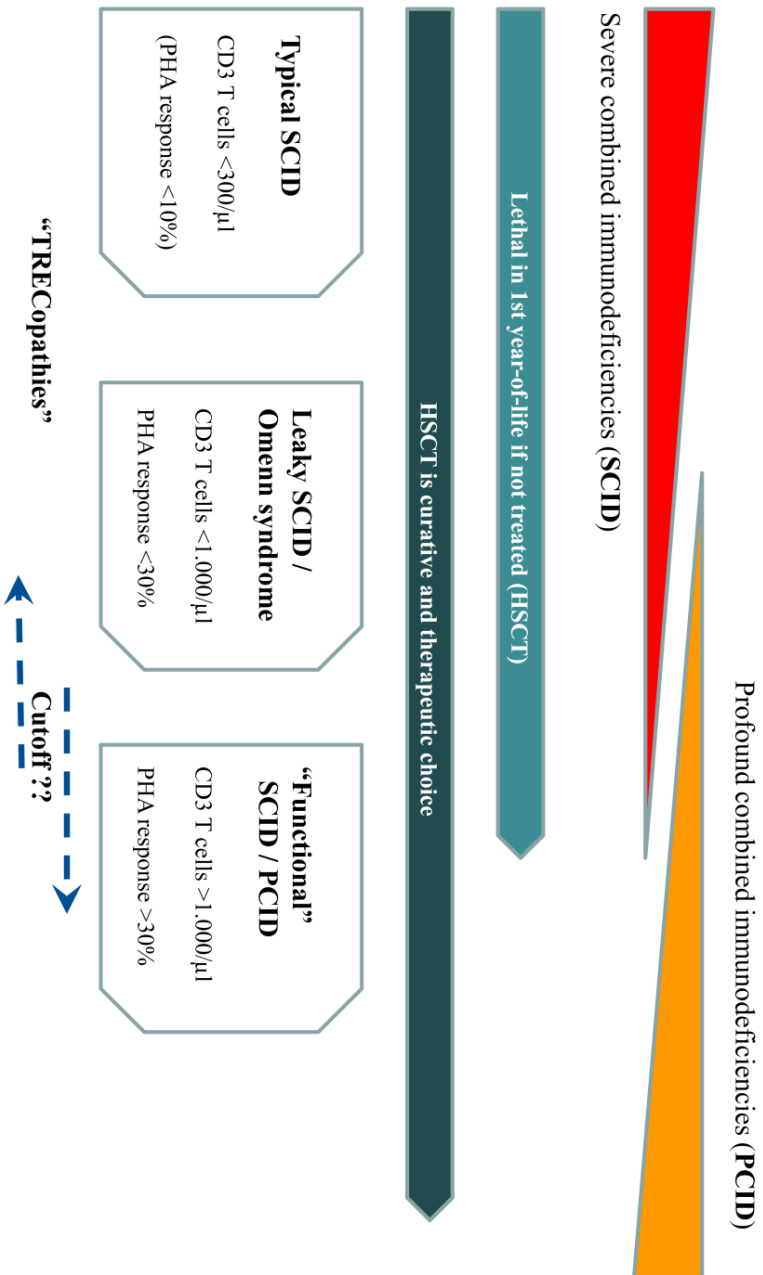 Profound combined immunodeficiencies (PCID)
Severe combined immunodeficiencies (SCID)
Lethal in 1st year-of-life if not treated (HSCT)
HSCT is curative and therapeutic choice
Typical SCID
CD3 T cells <300/µl
(PHA response <10%)
Leaky SCID /
Omenn syndrome
CD3 T cells <1.000/µl
PHA response <30%
“Functional”
SCID / PCID
CD3 T cells >1.000/µl
PHA response >30%
“TRECopathies”
Cutoff ??